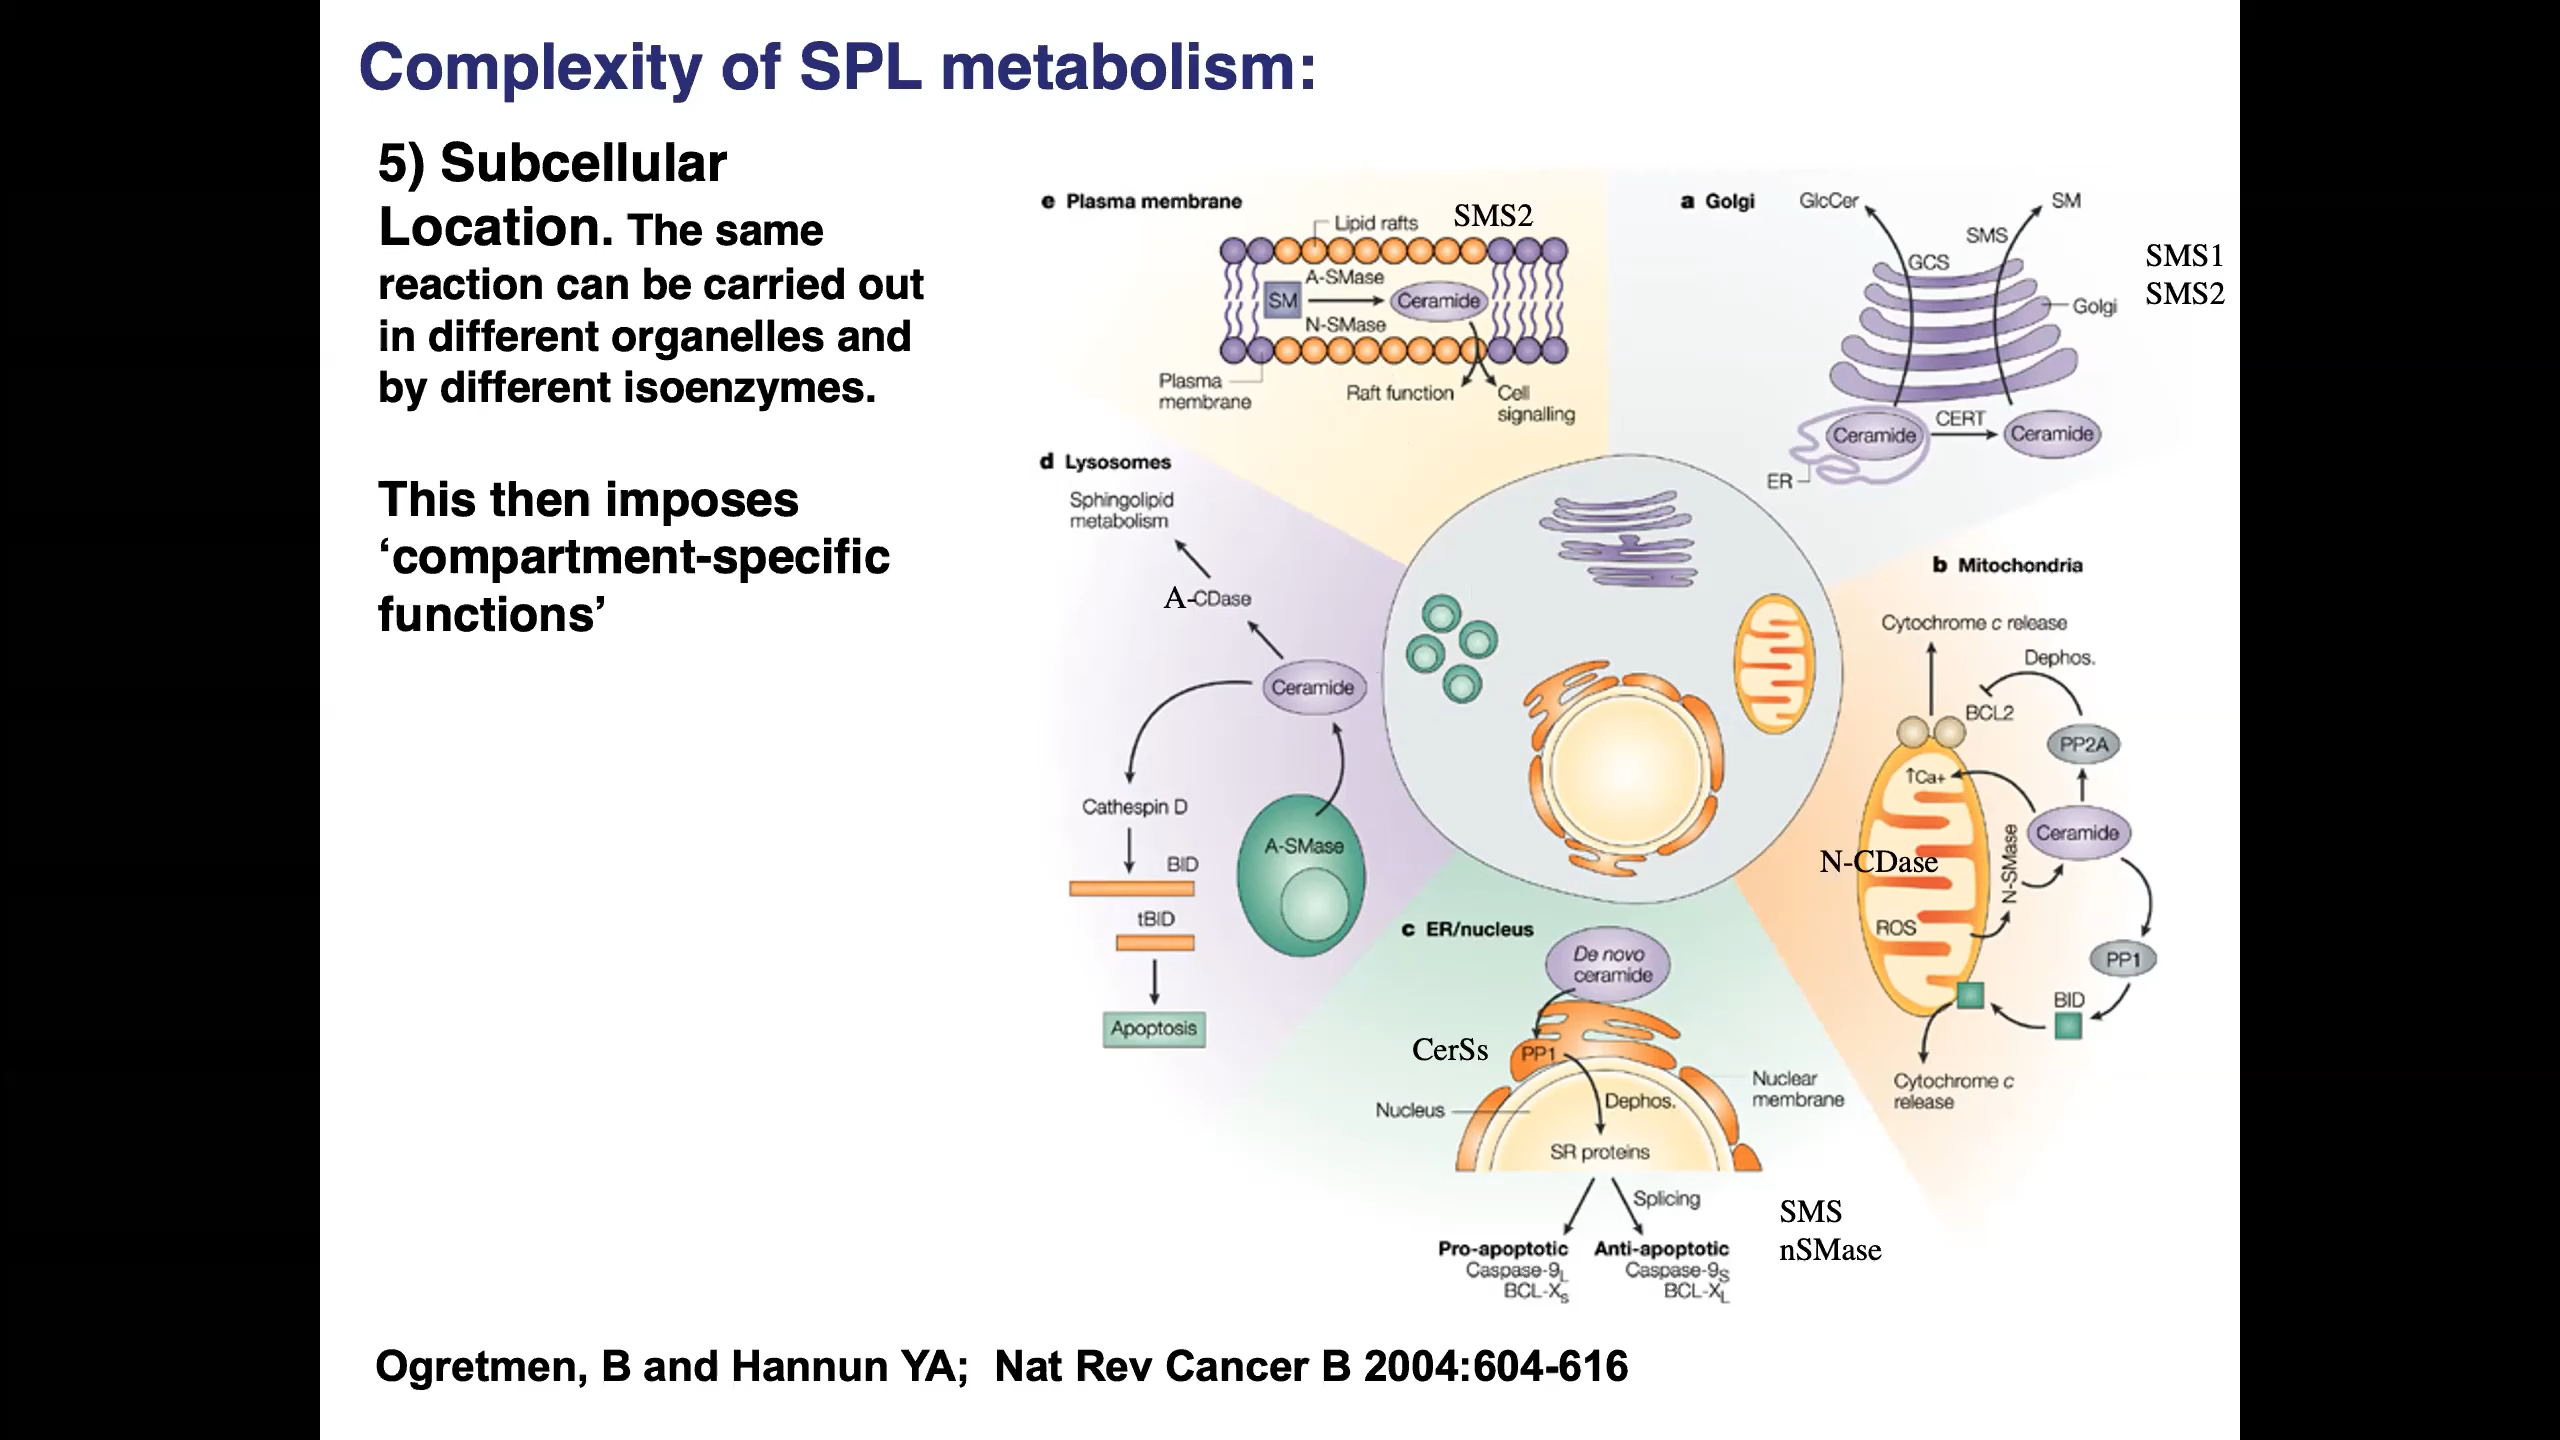 Complexity of SPL metabolism:
5) Subcellular
Location. The same
reaction can be carried out
in different organelles and
by different isoenzymes.
This then imposes
‘compartment-specific
functions’
e Plasma membrane
Lipid rafts
SMS2
A-SMase
SM
Ceramide
N-SMase
Plasma
membrane
Raft function
Cell
signalling
a Golgi
GlcCer
SM
SMS
GCS
SMS1
SMS2
Golgi
CERT
Ceramide
Ceramide
ER
d Lysosomes
Sphingolipid
metabolism
A-CDase
Ceramide
Cathespin D
BID
tBID
Apoptosis
A-SMase
b Mitochondria
Cytochrome c release
Dephos.
BCL2
PP2A
↑Ca+
Ceramide
N-SMase
N-CDase
ROS
PP1
BID
Cytochrome c
release
c ER/nucleus
De novo
ceramide
CerSs
PP1
Nucleus
Dephos.
Nuclear
membrane
SR proteins
Splicing
SMS
nSMase
Pro-apoptotic
Caspase-9L
BCL-Xs
Anti-apoptotic
Caspase-9S
BCL-XL
Ogretmen, B and Hannun YA; Nat Rev Cancer B 2004:604-616